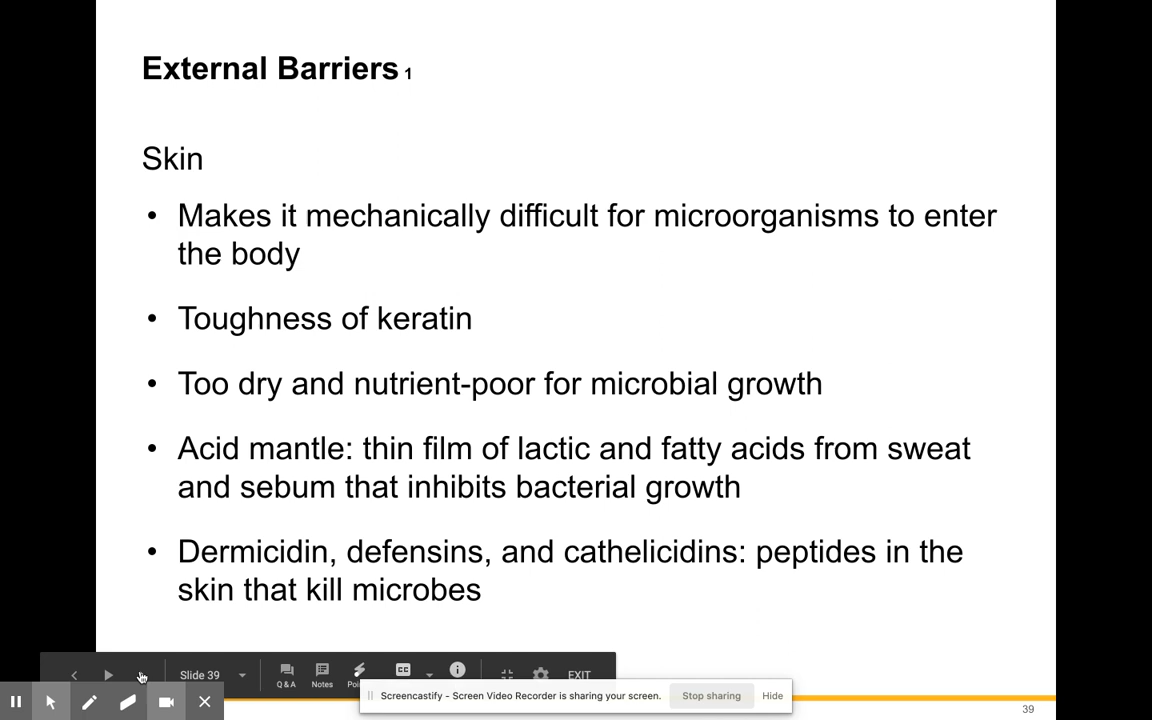 External Barriers 1
Skin
• Makes it mechanically difficult for microorganisms to enter
the body
• Toughness of keratin
• Too dry and nutrient-poor for microbial growth
• Acid mantle: thin film of lactic and fatty acids from sweat
and sebum that inhibits bacterial growth
• Dermicidin, defensins, and cathelicidins: peptides in the
skin that kill microbes
Slide 39
Q & A
Notes
CC
EXIT
Screencastify - Screen Video Recorder is sharing your screen.
Stop sharing
Hide
39